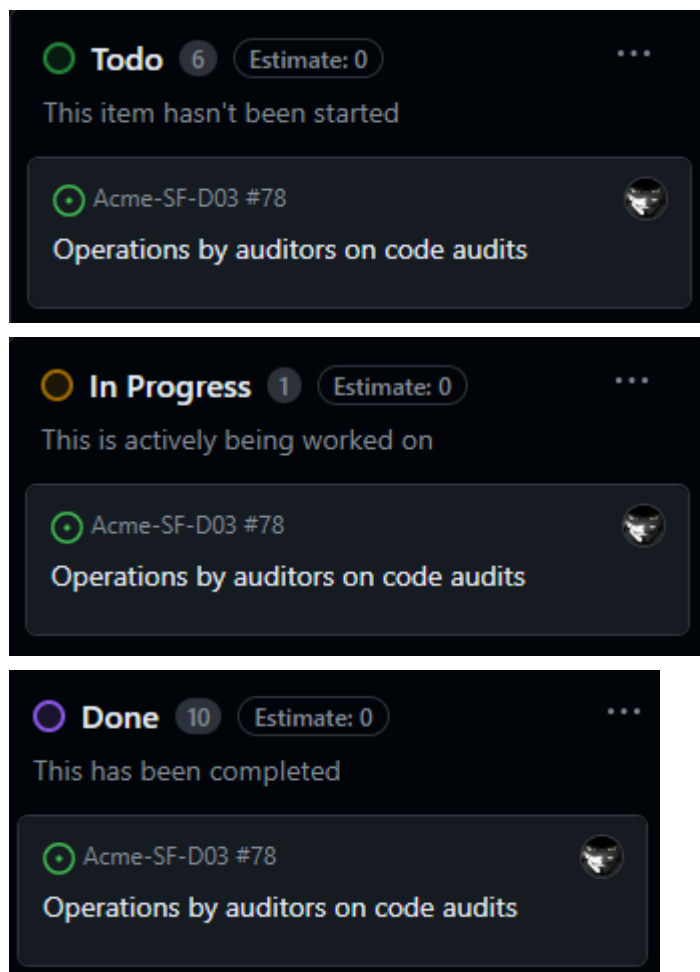 Todo 6 Estimate: 0
This item hasn't been started
Acme-SF-D03 #78
Operations by auditors on code audits
In Progress 1 Estimate: 0
This is actively being worked on
Acme-SF-D03 #78
Operations by auditors on code audits
Done 10 Estimate: 0
This has been completed
Acme-SF-D03 #78
Operations by auditors on code audits